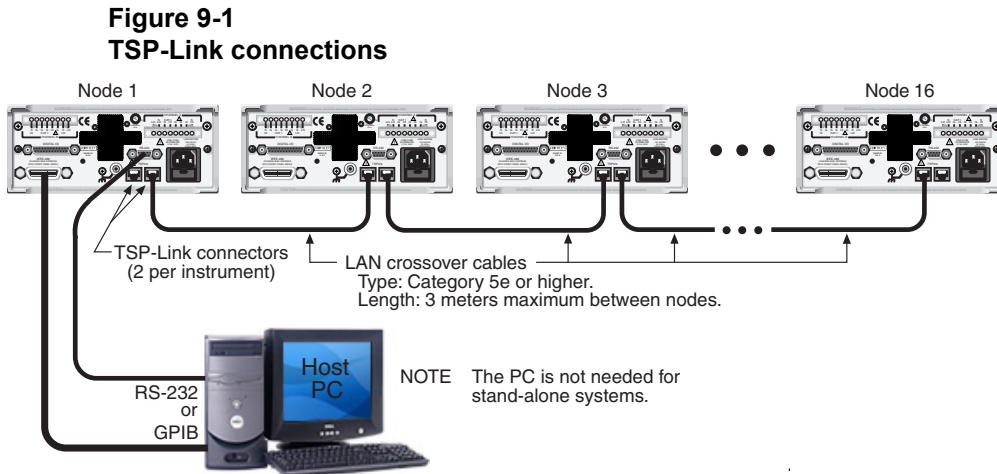 Figure 9-1
TSP-Link connections
Node 1
Node 2
Node 3
Node 16
TSP-Link connectors
(2 per instrument)
LAN crossover cables
Type: Category 5e or higher.
Length: 3 meters maximum between nodes.
Host
PC
RS-232
or
GPIB
NOTE The PC is not needed for
stand-alone systems.